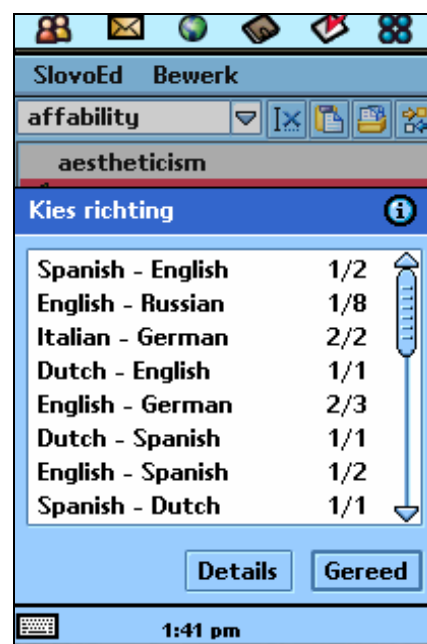 SlovoEd Bewerk
affability
aestheticism
Kies richting
Spanish - English 1/2
English - Russian 1/8
Italian - German 2/2
Dutch - English 1/1
English - German 2/3
Dutch - Spanish 1/1
English - Spanish 1/2
Spanish - Dutch 1/1
Details Gereed
1:41 pm